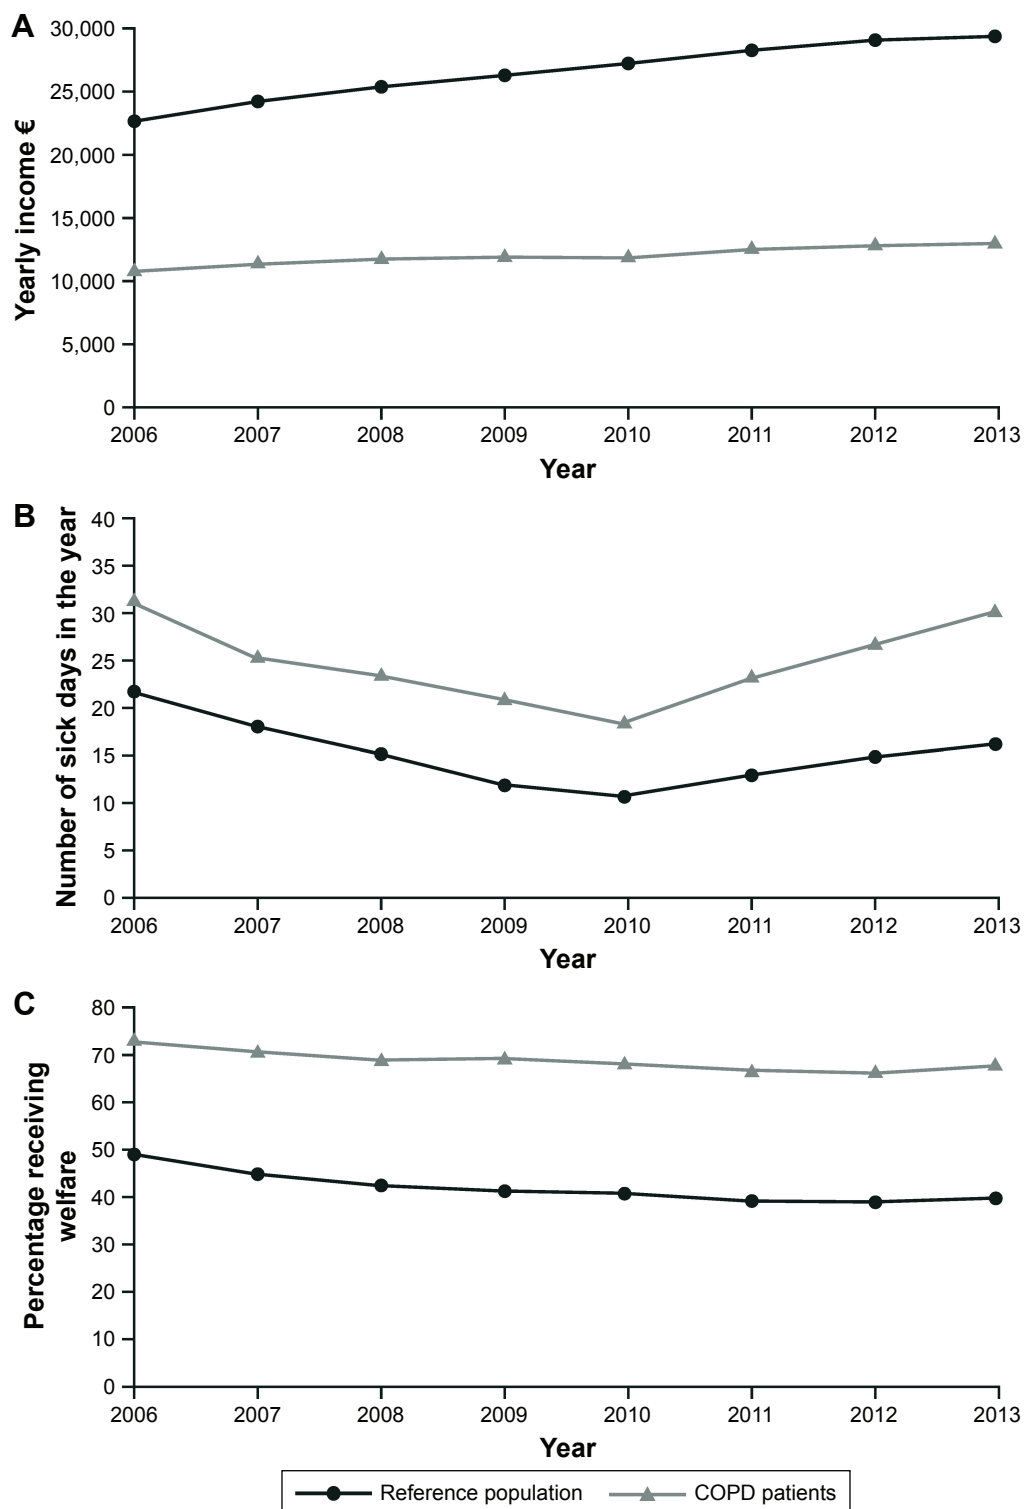 A
Yearly income €
30,000
25,000
20,000
15,000
10,000
5,000
0
2006 2007 2008 2009 2010 2011 2012 2013
Year
B
Number of sick days in the year
40
35
30
25
20
15
10
5
0
2006 2007 2008 2009 2010 2011 2012 2013
Year
C
Percentage receiving
welfare
80
70
60
50
40
30
20
10
0
2006 2007 2008 2009 2010 2011 2012 2013
Year
Reference population COPD patients